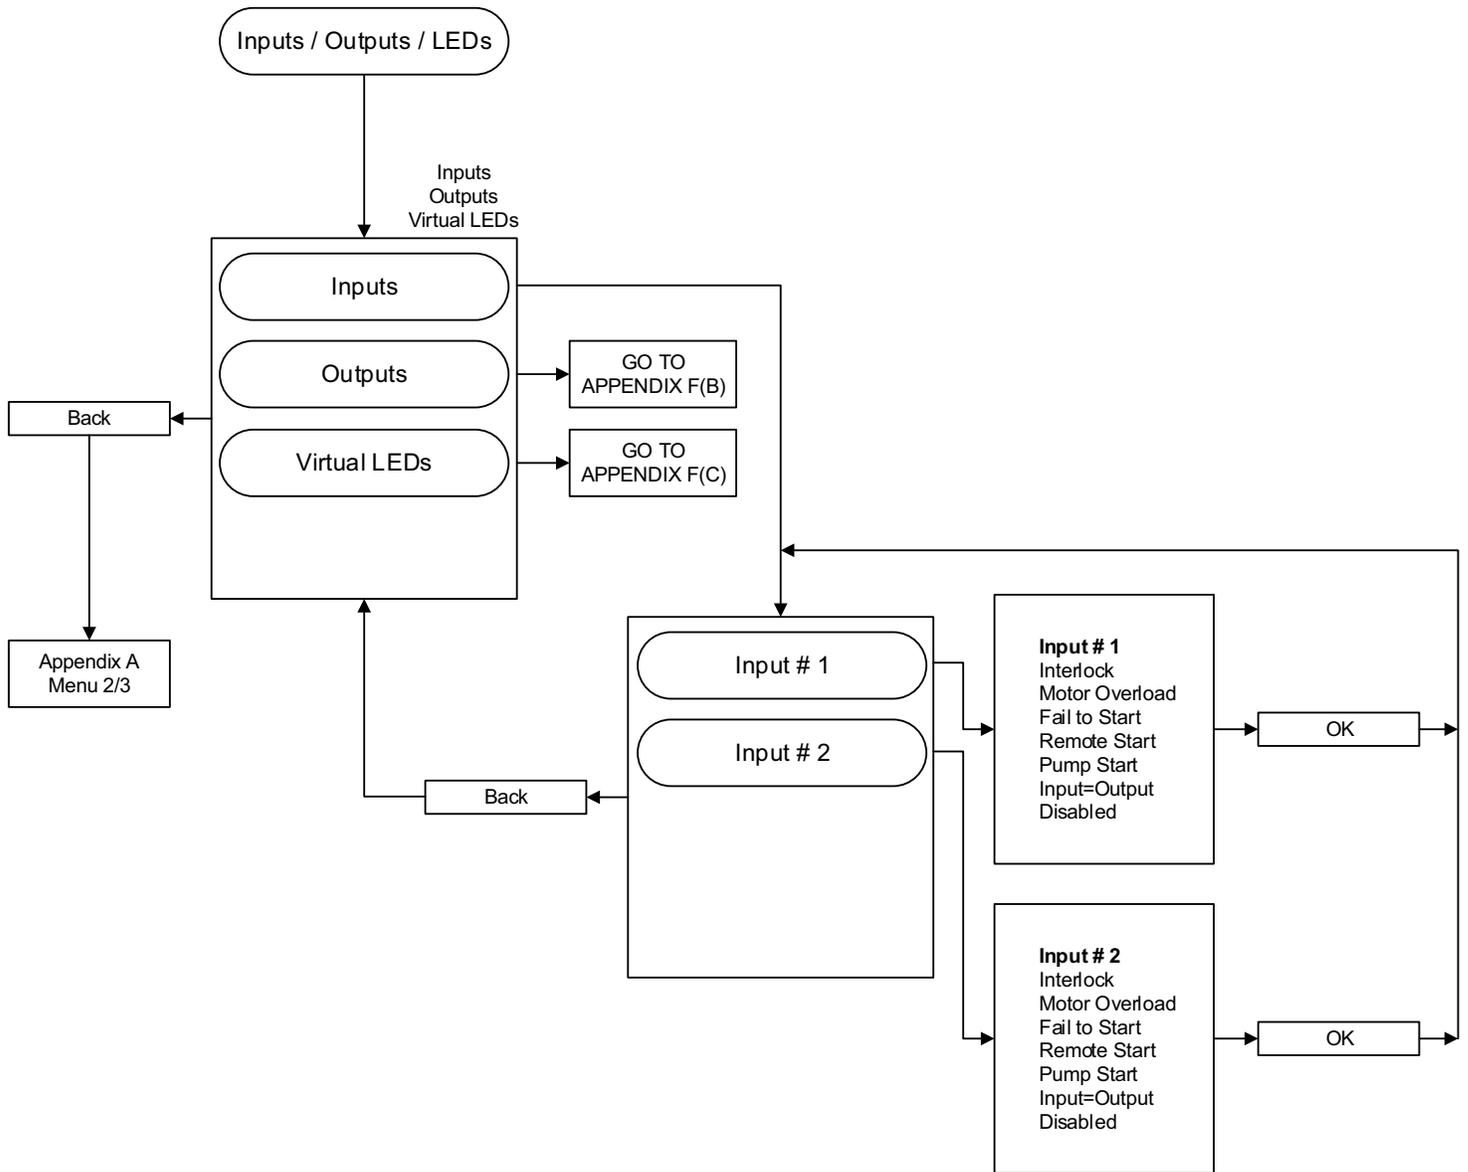 Inputs / Outputs / LEDs
Inputs
Outputs
Virtual LEDs
Inputs
Outputs
GO TO
APPENDIX F(B)
Back
Virtual LEDs
GO TO
APPENDIX F(C)
Appendix A
Menu 2/3
Input # 1
Input # 2
Back
Input # 1
Interlock
Motor Overload
Fail to Start
Remote Start
Pump Start
Input=Output
Disabled
OK
Input # 2
Interlock
Motor Overload
Fail to Start
Remote Start
Pump Start
Input=Output
Disabled
OK